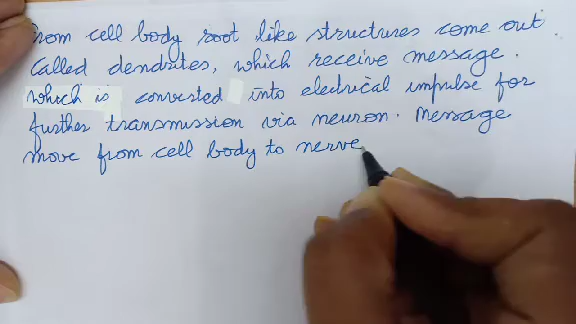 From cell body root like structures come out
called dendrites, which receive message.
which is converted into electrical impulse for
further transmission via neuron. Message
move from cell body to nerve